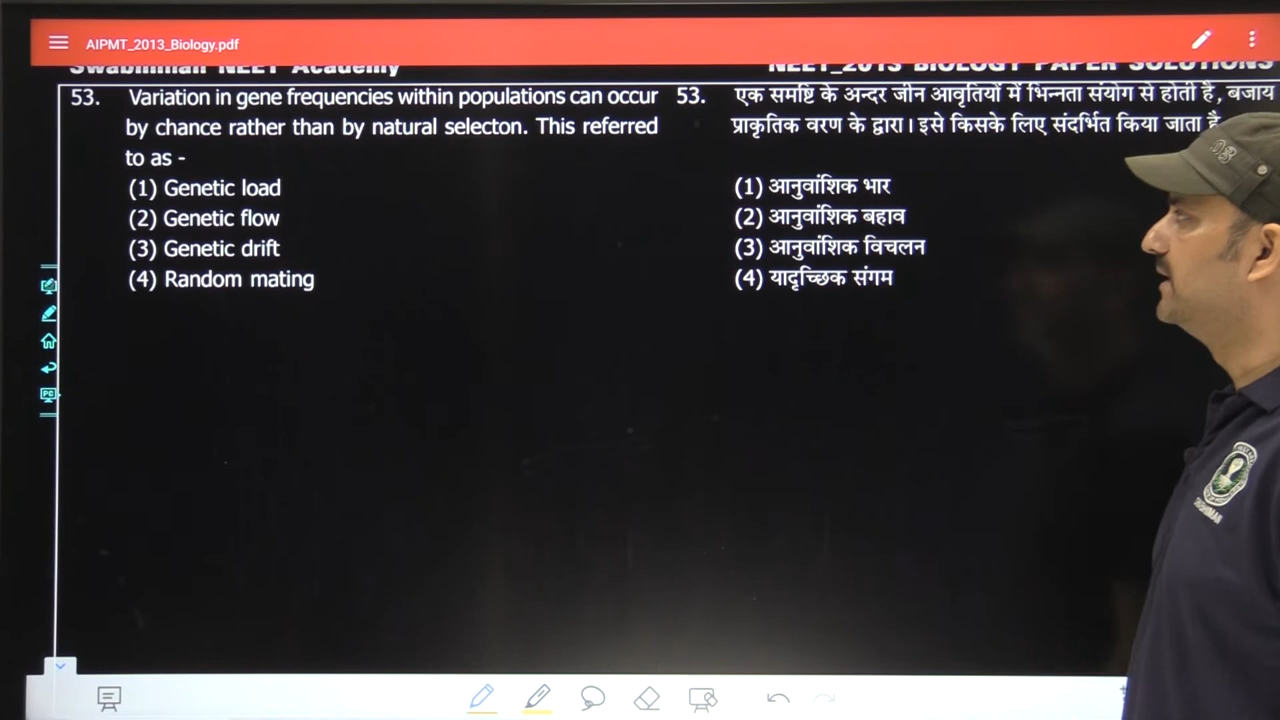 AIPMT_2013_Biology.pdf
Swabhiman NEET Academy
NEET_2013 BIOLOGY PAPER SOLUTIONS
53. Variation in gene frequencies within populations can occur
by chance rather than by natural selecton. This referred
to as -
(1) Genetic load
(2) Genetic flow
(3) Genetic drift
(4) Random mating
53. एक समष्टि के अन्दर जीन आवृतियों में भिन्नता संयोग से होती है, बजाय
प्राकृतिक वरण के द्वारा। इसे किसके लिए संदर्भित किया जाता है
(1) आनुवांशिक भार
(2) आनुवांशिक बहाव
(3) आनुवांशिक विचलन
(4) यादृच्छिक संगम
PC